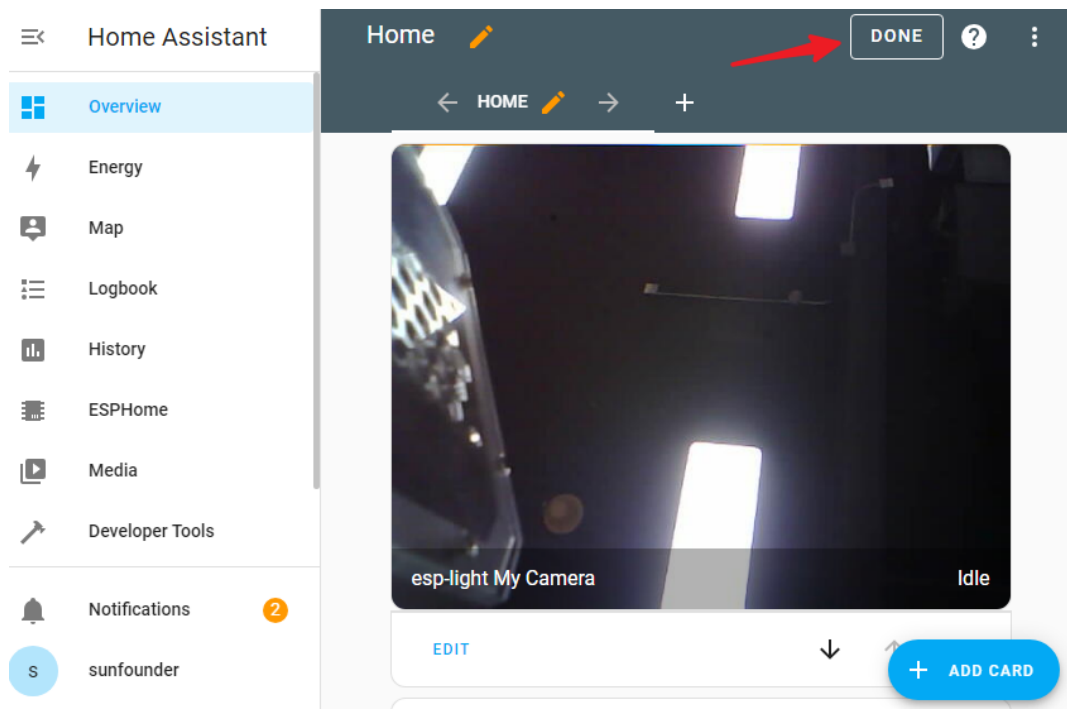 Home Assistant
Overview
Energy
Map
Logbook
History
ESPHome
Media
Developer Tools
Notifications 2
S sunfounder
Home
DONE
HOME
esp-light My Camera Idle
EDIT
ADD CARD